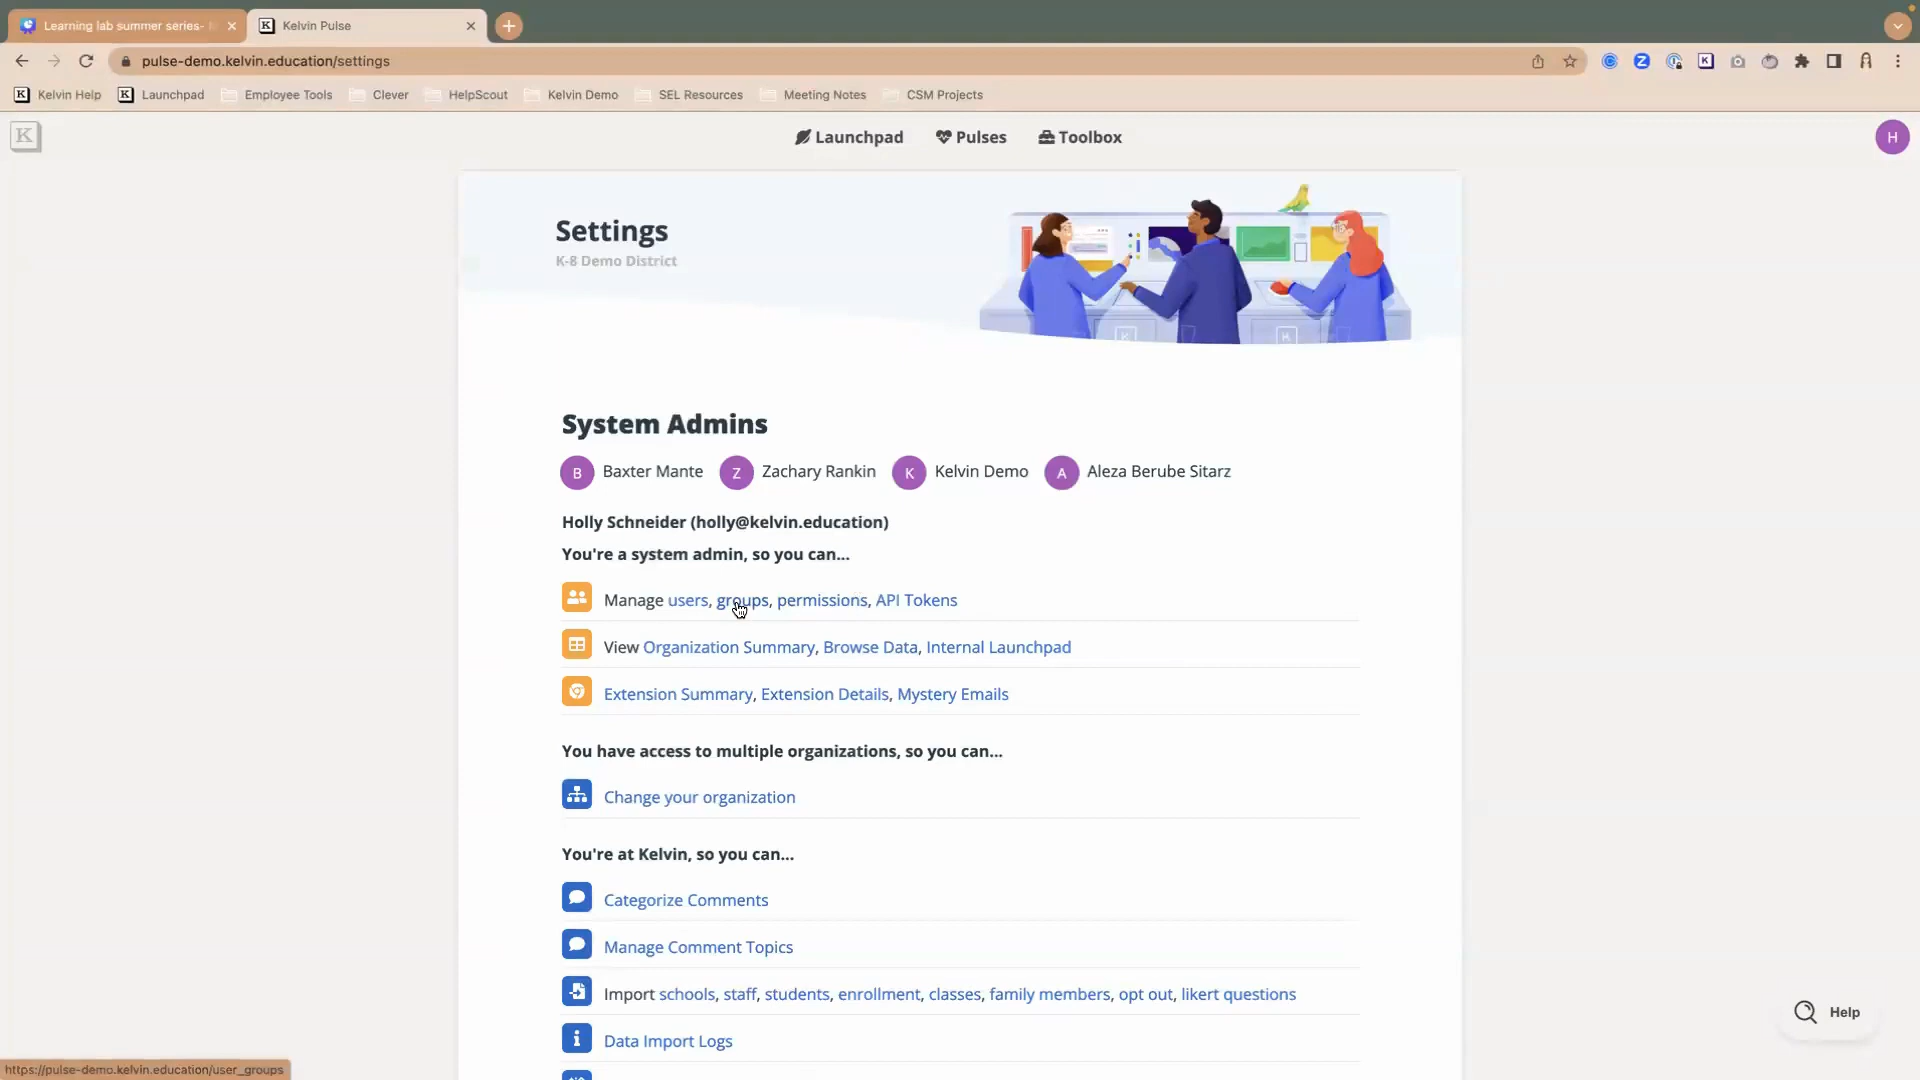 Learning lab summer series-
Kelvin Pulse
pulse-demo.kelvin.education/settings
Kelvin Help
Launchpad
Employee Tools
Clever
HelpScout
Kelvin Demo
SEL Resources
Meeting Notes
CSM Projects
K
Launchpad
Pulses
Toolbox
H
Settings
K-8 Demo District
System Admins
B Baxter Mante Z Zachary Rankin K Kelvin Demo A Aleza Berube Sitarz
Holly Schneider (holly@kelvin.education)
You're a system admin, so you can...
Manage users, groups, permissions, API Tokens
View Organization Summary, Browse Data, Internal Launchpad
Extension Summary, Extension Details, Mystery Emails
You have access to multiple organizations, so you can...
Change your organization
You're at Kelvin, so you can...
Categorize Comments
Manage Comment Topics
Import schools, staff, students, enrollment, classes, family members, opt out, likert questions
Data Import Logs
Help
https://pulse-demo.kelvin.education/user_groups